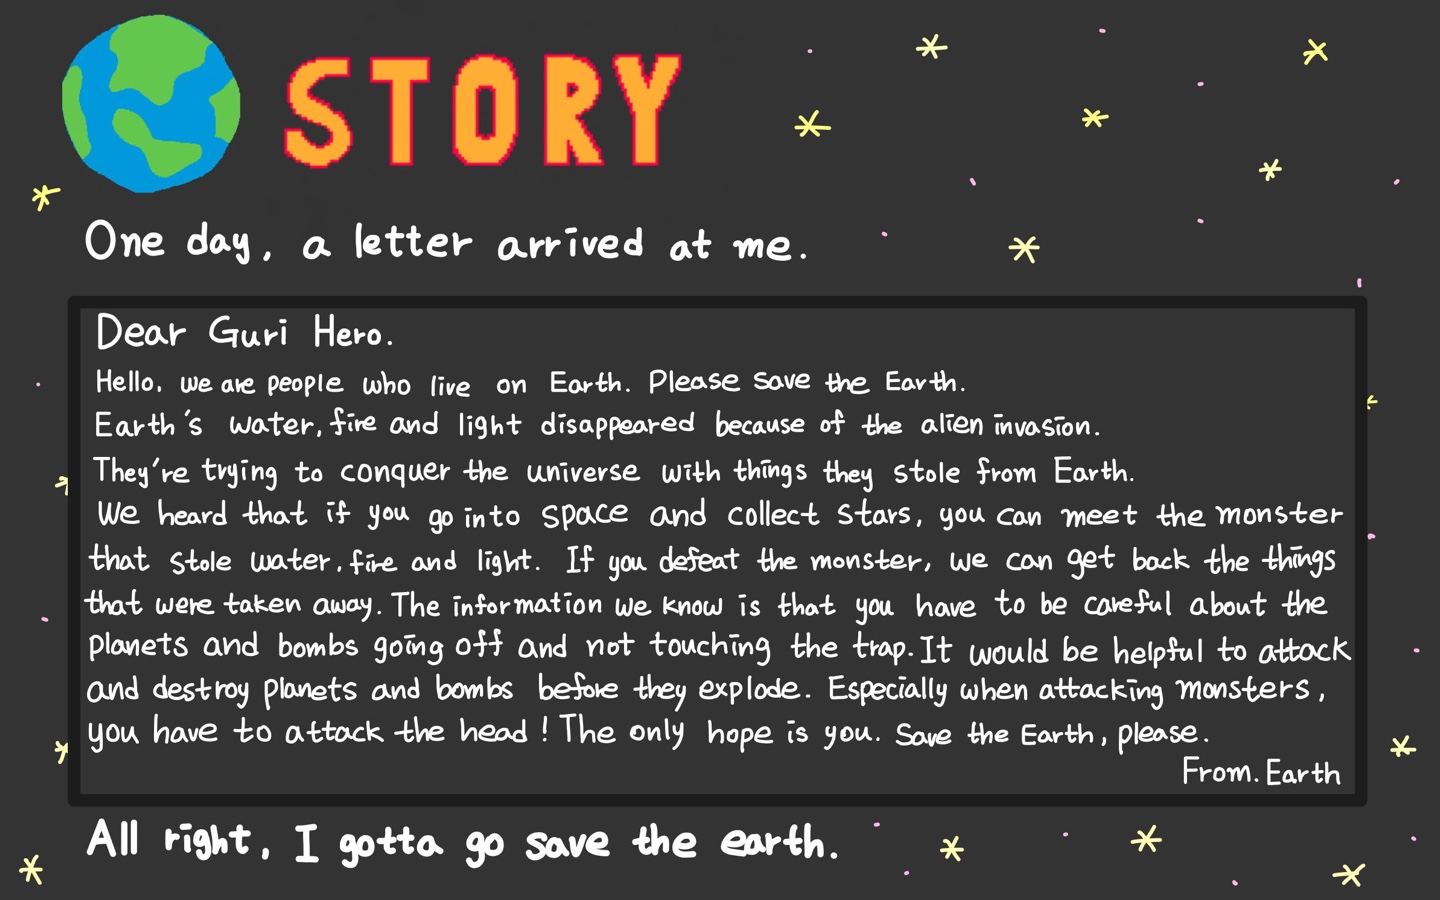 STORY
One day, a letter arrived at me.
Dear Guri Hero.
Hello. we are people who live on Earth. Please save the Earth.
Earth's water, fire and light disappeared because of the alien invasion.
They're trying to conquer the universe with things they stole from Earth.
We heard that if you go into space and collect stars, you can meet the monster
that stole water, fire and light. If you defeat the monster, we can get back the things
that were taken away. The information we know is that you have to be careful about the
planets and bombs going off and not touching the trap. It would be helpful to attack
and destroy planets and bombs before they explode. Especially when attacking monsters,
you have to attack the head! The only hope is you. Save the Earth, please.
From. Earth
All right, I gotta go save the earth.